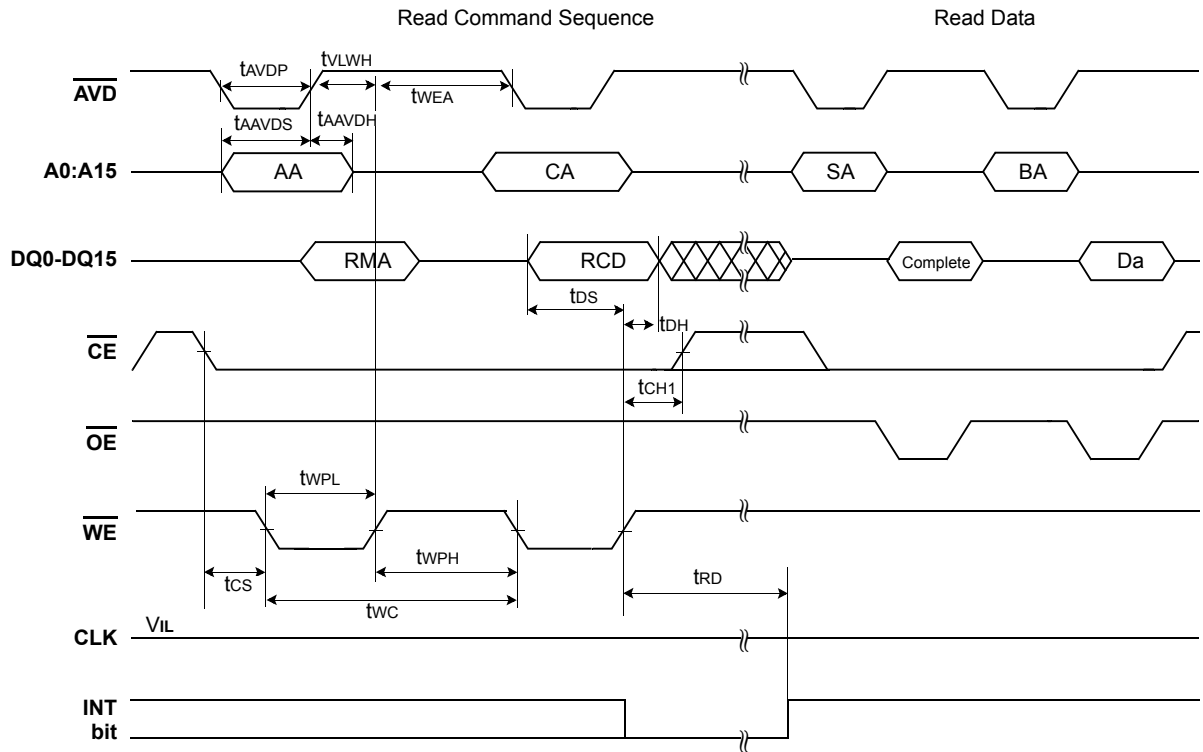 Read Command Sequence
Read Data
tAVDP
tVLWH
AVD
tWEA
tAAVDS
tAAVDH
A0:A15
AA
CA
SA
BA
DQ0-DQ15
RMA
RCD
Complete
Da
tDS
tDH
CE
tCH1
OE
tWPL
WE
tWPH
tCS
tRD
tWC
VIL
CLK
INT
bit